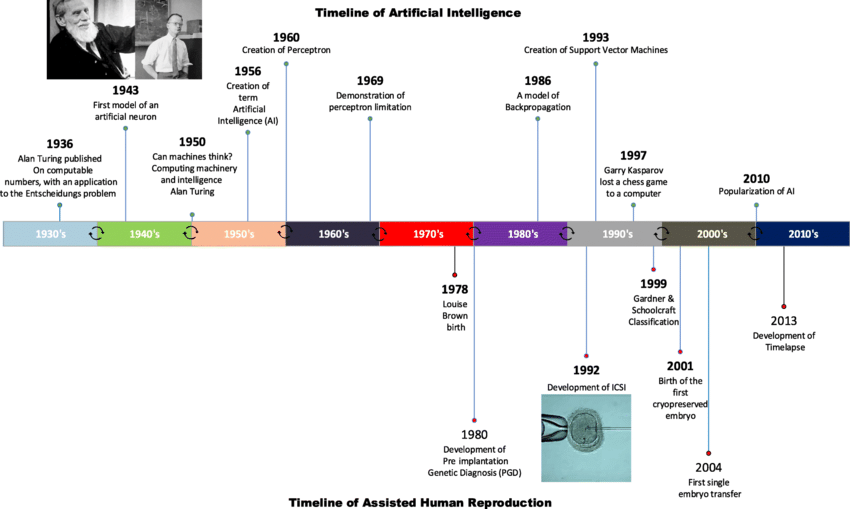 Timeline of Artificial Intelligence
1943
First model of an
artificial neuron
1936
Alan Turing published
On computable
numbers, with an application
to the Entscheidungs problem
1950
Can machines think?
Computing machinery
and intelligence
Alan Turing
1956
Creation of
term
Artificial
Intelligence (AI)
1960
Creation of Perceptron
1969
Demonstration of
perceptron limitation
1986
A model of
Backpropagation
1993
Creation of Support Vector Machines
1997
Garry Kasparov
lost a chess game
to a computer
2010
Popularization of AI
1930's
1940's
1950's
1960's
1970's
1980's
1990's
2000's
2010's
1978
Louise
Brown
birth
1980
Development of
Pre implantation
Genetic Diagnosis (PGD)
1992
Development of ICSI
1999
Gardner &
Schoolcraft
Classification
2001
Birth of the
first
cryopreserved
embryo
2004
First single
embryo transfer
2013
Development of
Timelapse
Timeline of Assisted Human Reproduction